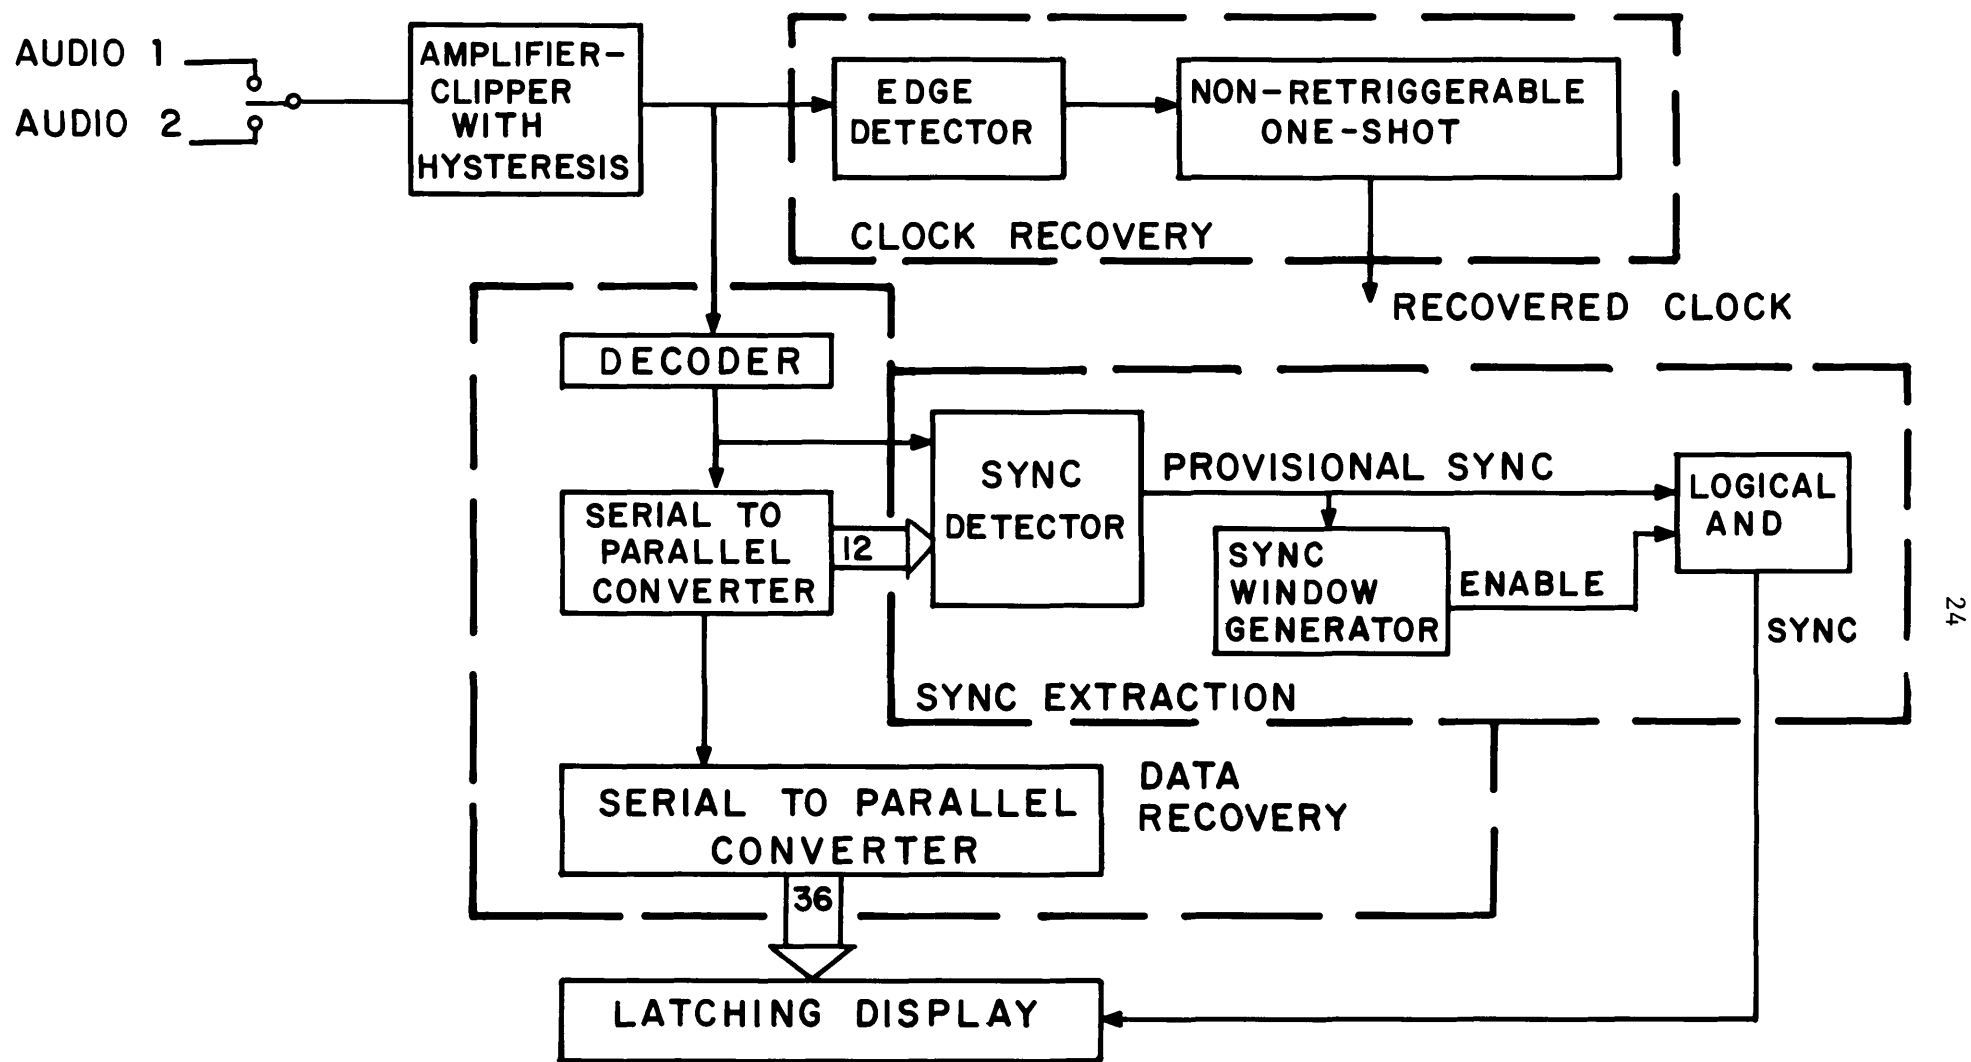 AUDIO 1
AUDIO 2
AMPLIFIER-
CLIPPER
WITH
HYSTERESIS
EDGE
DETECTOR
NON-RETRIGGERABLE
ONE-SHOT
CLOCK RECOVERY
RECOVERED CLOCK
DECODER
SERIAL TO
PARALLEL
CONVERTER
12
SYNC
DETECTOR
PROVISIONAL SYNC
SYNC
WINDOW
GENERATOR
ENABLE
LOGICAL
AND
SYNC
SYNC EXTRACTION
DATA
RECOVERY
SERIAL TO PARALLEL
CONVERTER
36
LATCHING DISPLAY
24